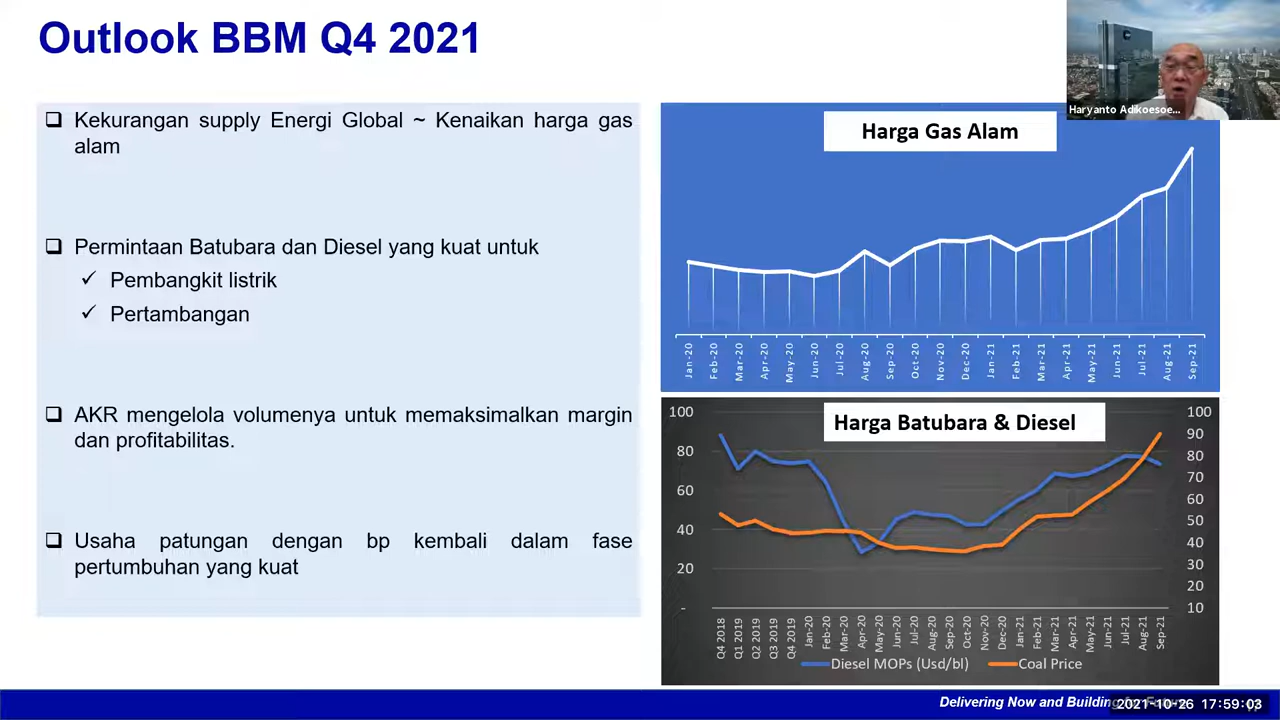 Outlook BBM Q4 2021
Haryanto Adikoesoe...
Kekurangan supply Energi Global ~ Kenaikan harga gas
alam
Permintaan Batubara dan Diesel yang kuat untuk
Pembangkit listrik
Pertambangan
AKR mengelola volumenya untuk memaksimalkan margin
dan profitabilitas.
Usaha patungan dengan bp kembali dalam fase
pertumbuhan yang kuat
Harga Gas Alam
Jan-20 Feb-20 Mar-20 Apr-20 May-20 Jun-20 Jul-20 Aug-20 Sep-20 Oct-20 Nov-20 Dec-20 Jan-21 Feb-21 Mar-21 Apr-21 May-21 Jun-21 Jul-21 Aug-21 Sep-21
Harga Batubara & Diesel
100
80
60
40
20
-
100
90
80
70
60
50
40
30
20
10
Q4 2018 Q1 2019 Q2 2019 Q3 2019 Q4 2019 Jan-20 Feb-20 Mar-20 Apr-20 May-20 Jun-20 Jul-20 Aug-20 Sep-20 Oct-20 Nov-20 Dec-20 Jan-21 Feb-21 Mar-21 Apr-21 May-21 Jun-21 Jul-21 Aug-21 Sep-21
Diesel MOPs (Usd/bl) Coal Price
Delivering Now and Building
2021-10-26 17:59:03